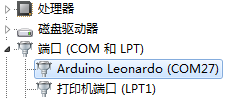 处理器
磁盘驱动器
端口 (COM 和 LPT)
Arduino Leonardo (COM27)
打印机端口 (LPT1)